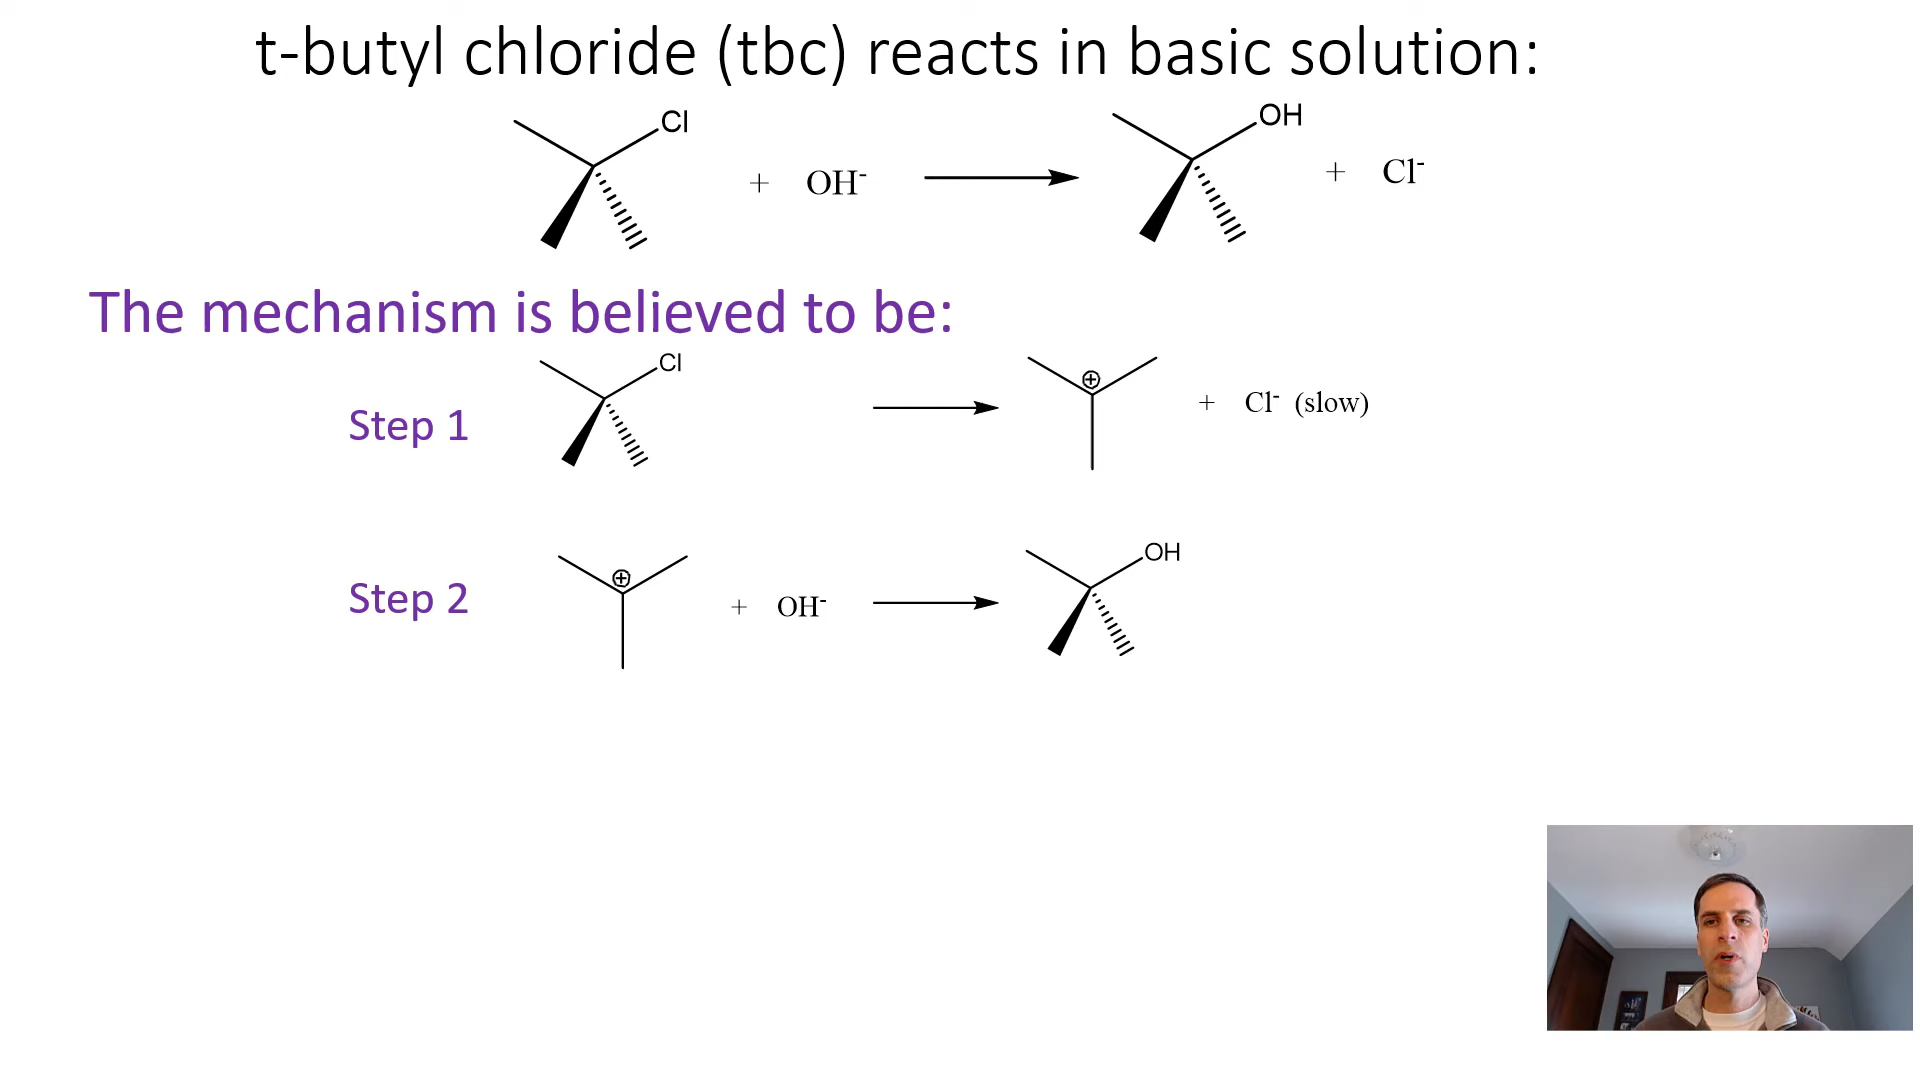 t-butyl chloride (tbc) reacts in basic solution:
Cl + OH⁻ OH + Cl⁻
The mechanism is believed to be:
Step 1 Cl ⊕ + Cl⁻ (slow)
Step 2 ⊕ + OH⁻ OH